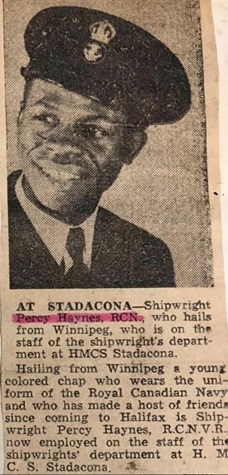 AT STADACONA—Shipwright
Percy Haynes, RCN., who hails
from Winnipeg, who is on the
staff of the shipwright's depart-
ment at HMCS Stadacona.
Hailing from Winnipeg a young
colored chap who wears the uni-
form of the Royal Canadian Navy
and who has made a host of friends
since coming to Halifax is Ship-
wright Percy Haynes, R.C.N.V.R.
now employed on the staff of the
shipwrights' department at H. M.
C. S. Stadacona.